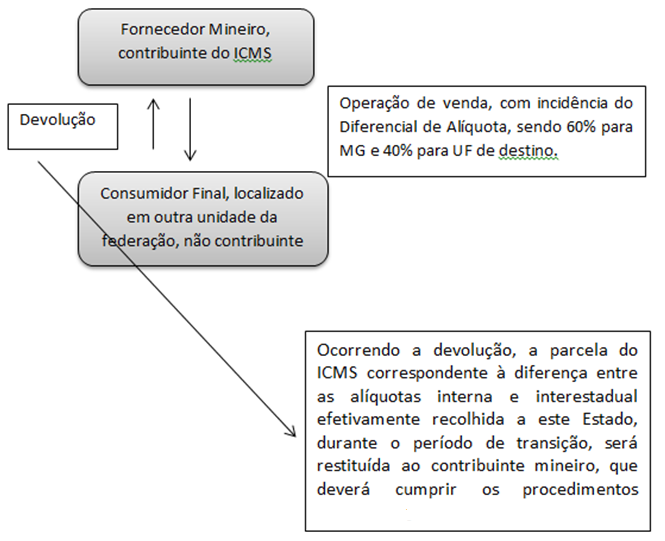 Fornecedor Mineiro,
contribuinte do ICMS
Devolução
Operação de venda, com incidência do
Diferencial de Alíquota, sendo 60% para
MG e 40% para UF de destino.
Consumidor Final, localizado
em outra unidade da
federação, não contribuinte
Ocorrendo a devolução, a parcela do
ICMS correspondente à diferença entre
as alíquotas interna e interestadual
efetivamente recolhida a este Estado,
durante o período de transição, será
restituída ao contribuinte mineiro, que
deverá cumprir os procedimentos